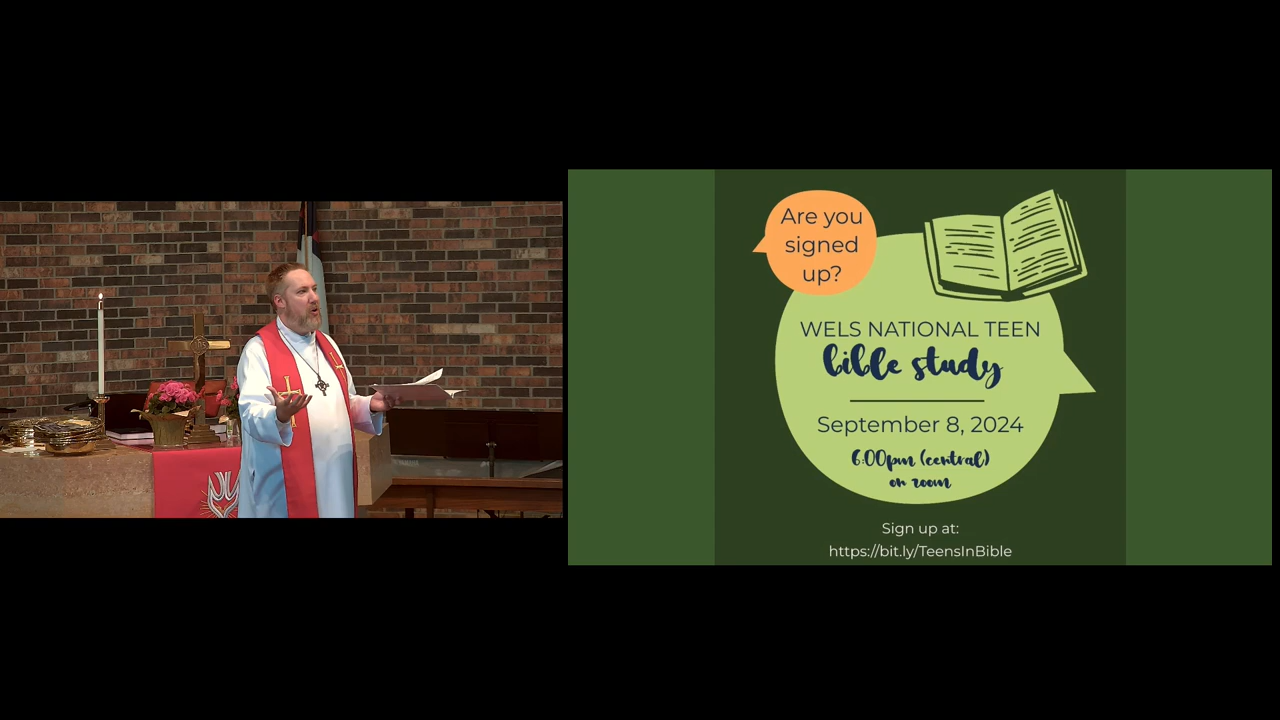 Are you
signed
up?
WELS NATIONAL TEEN
bible study
September 8, 2024
6:00pm (central)
on zoom
Sign up at:
https://bit.ly/TeensInBible